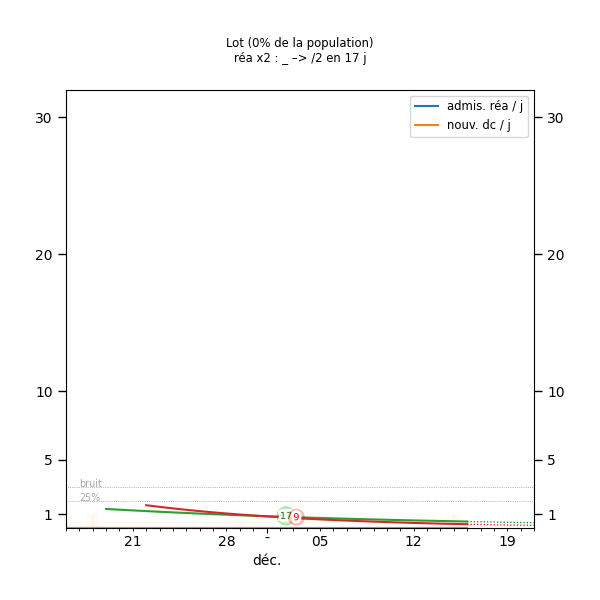 Lot (0% de la population)
réa x2 : _ –> /2 en 17 j
admis. réa / j
nouv. dc / j
30 30
20 20
10 10
5 5
bruit
25%
1 17 9 1
21 28 - 05 12 19
déc.